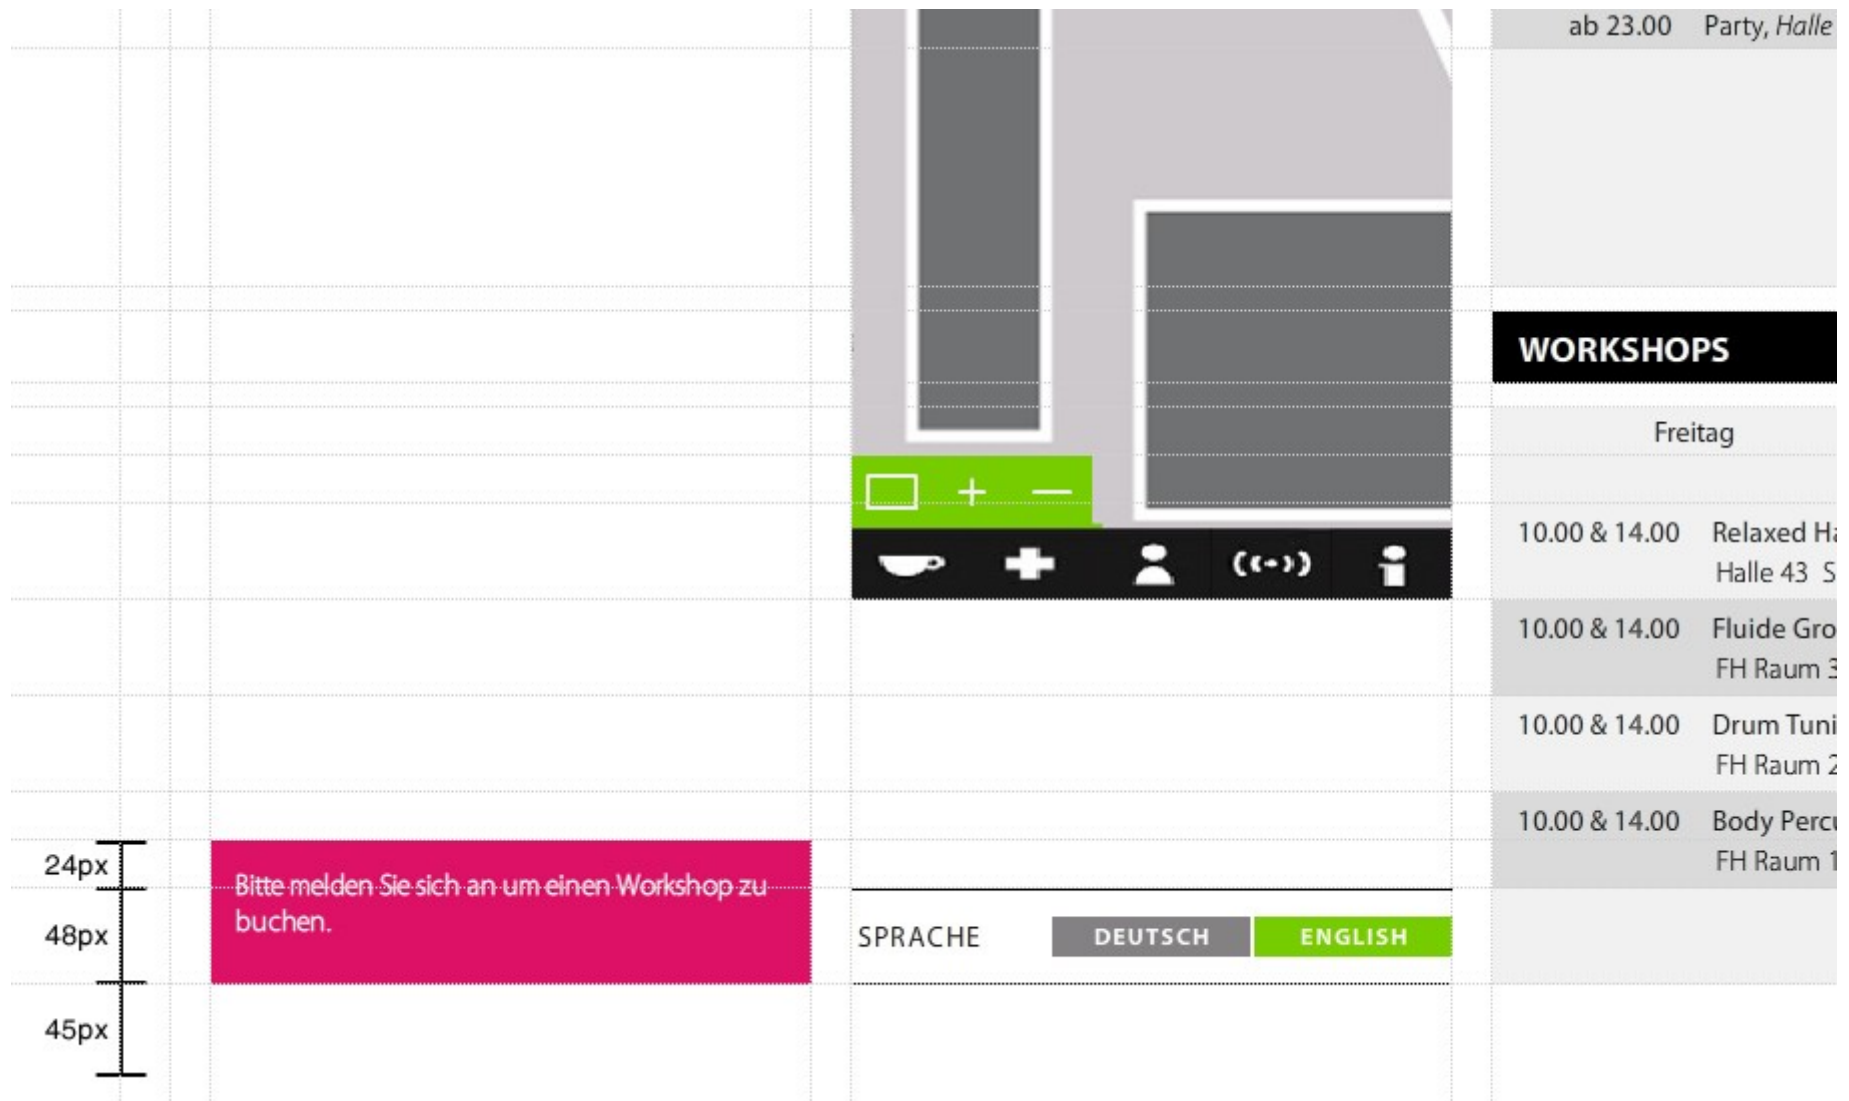 ab 23.00 Party, Halle
WORKSHOPS
Freitag
10.00 & 14.00 Relaxed
Halle 43
10.00 & 14.00 Fluide
FH Raum
10.00 & 14.00 Drum
FH Raum
10.00 & 14.00 Body
FH Raum
24px
48px
45px
Bitte melden Sie sich an um einen Workshop zu
buchen.
SPRACHE DEUTSCH ENGLISH